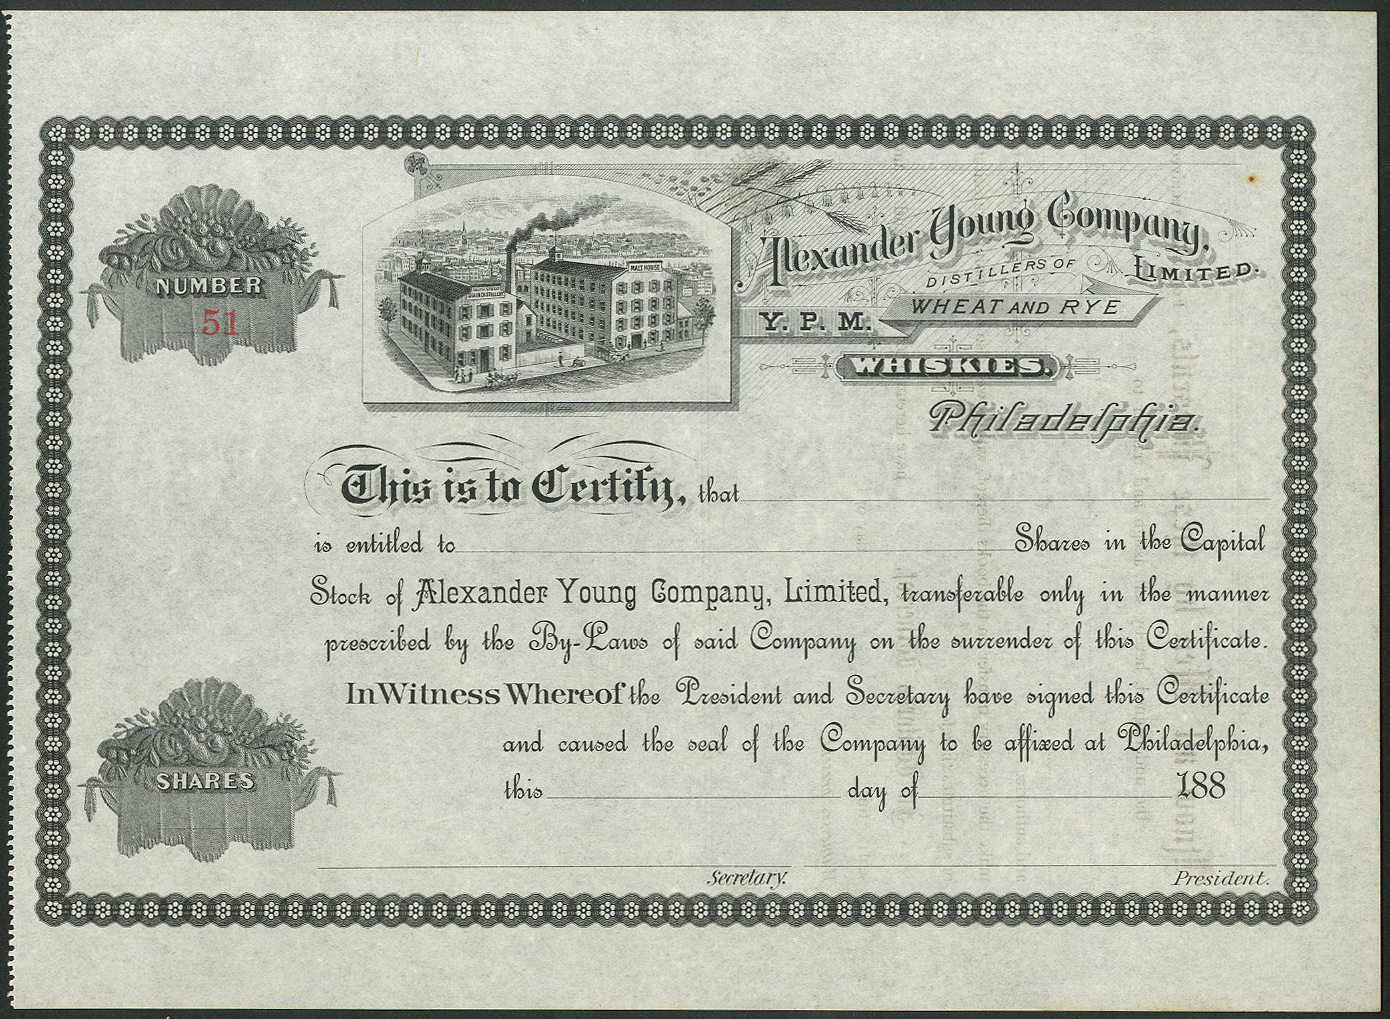 NUMBER
51
MALT HOUSE
Alexander Young Company,
LIMITED.
DISTILLERS OF
Y. P. M.
WHEAT AND RYE
WHISKIES,
Philadelphia.
This is to Certify, that
is entitled to Shares in the Capital
Stock of Alexander Young Company, Limited, transferable only in the manner
prescribed by the By-Laws of said Company on the surrender of this Certificate.
In Witness Whereof the President and Secretary have signed this Certificate
and caused the seal of the Company to be affixed at Philadelphia,
this day of 188
SHARES
Secretary. President.